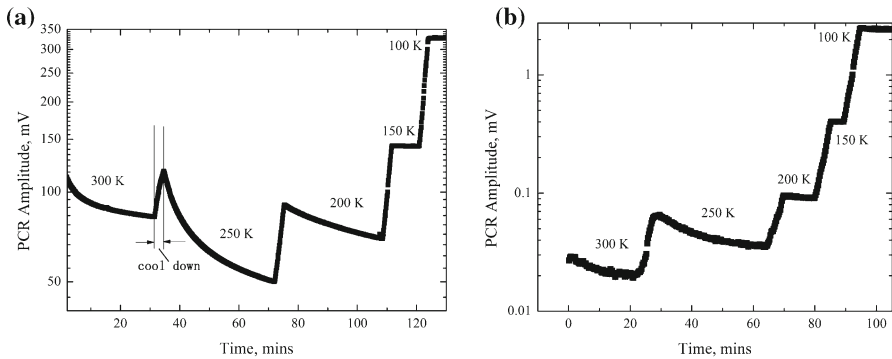 (a)
PCR Amplitude, mV
350
300
250
200
150
100
50
300 K
cool down
250 K
200 K
150 K
100 K
20
40
60
80
100
120
Time, mins
(b)
PCR Amplitude, mV
1
0.1
0.01
300 K
250 K
200 K
150 K
100 K
0
20
40
60
80
100
Time, mins